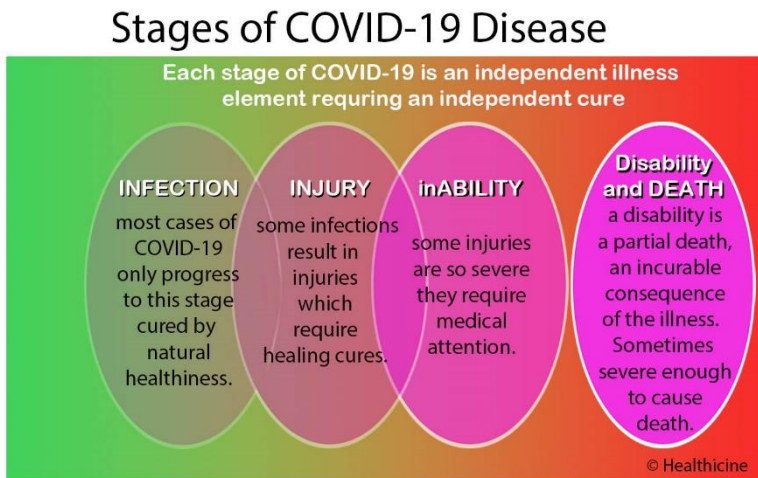 Stages of COVID-19 Disease
Each stage of COVID-19 is an independent illness
element requring an independent cure
INFECTION
most cases of
COVID-19
only progress
to this stage
cured by
natural
healthiness.
INJURY
some infections
result in
injuries
which
require
healing cures.
inABILITY
some injuries
are so severe
they require
medical
attention.
Disability
and DEATH
a disability is
a partial death,
an incurable
consequence
of the illness.
Sometimes
severe enough
to cause
death.
© Healthicine